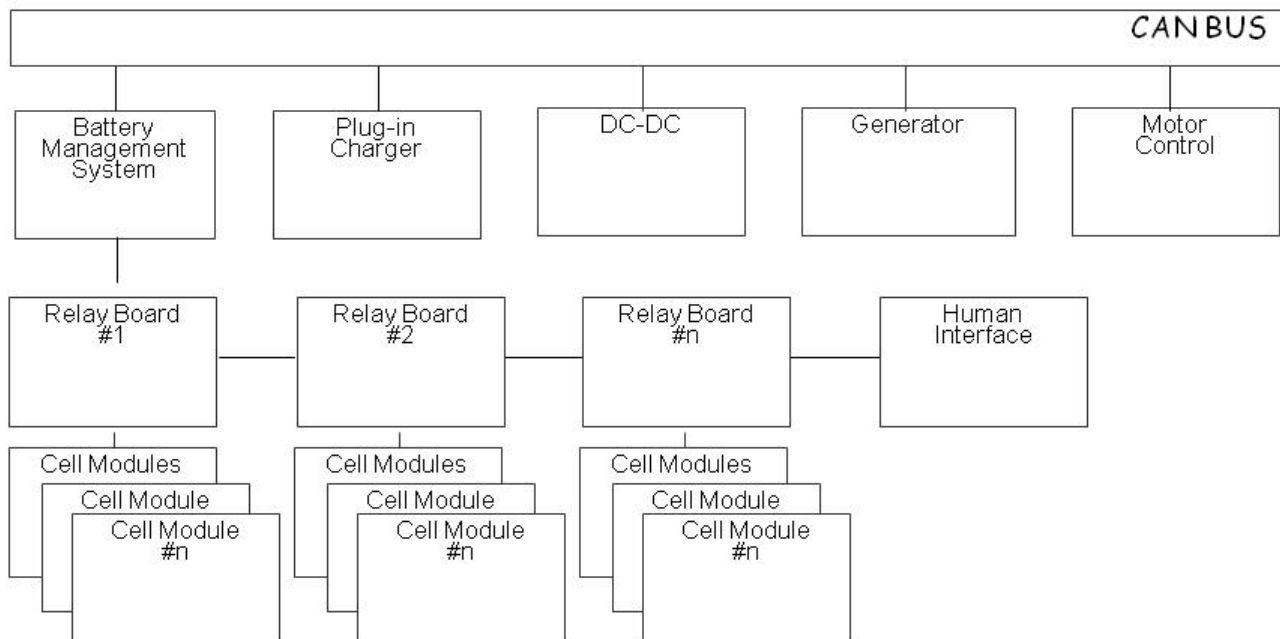 CAN BUS
Battery
Management
System
Plug-in
Charger
DC-DC
Generator
Motor
Control
Relay Board
#1
Relay Board
#2
Relay Board
#n
Human
Interface
Cell Modules
Cell Module
Cell Module
#n
Cell Modules
Cell Module
Cell Module
#n
Cell Modules
Cell Module
Cell Module
#n